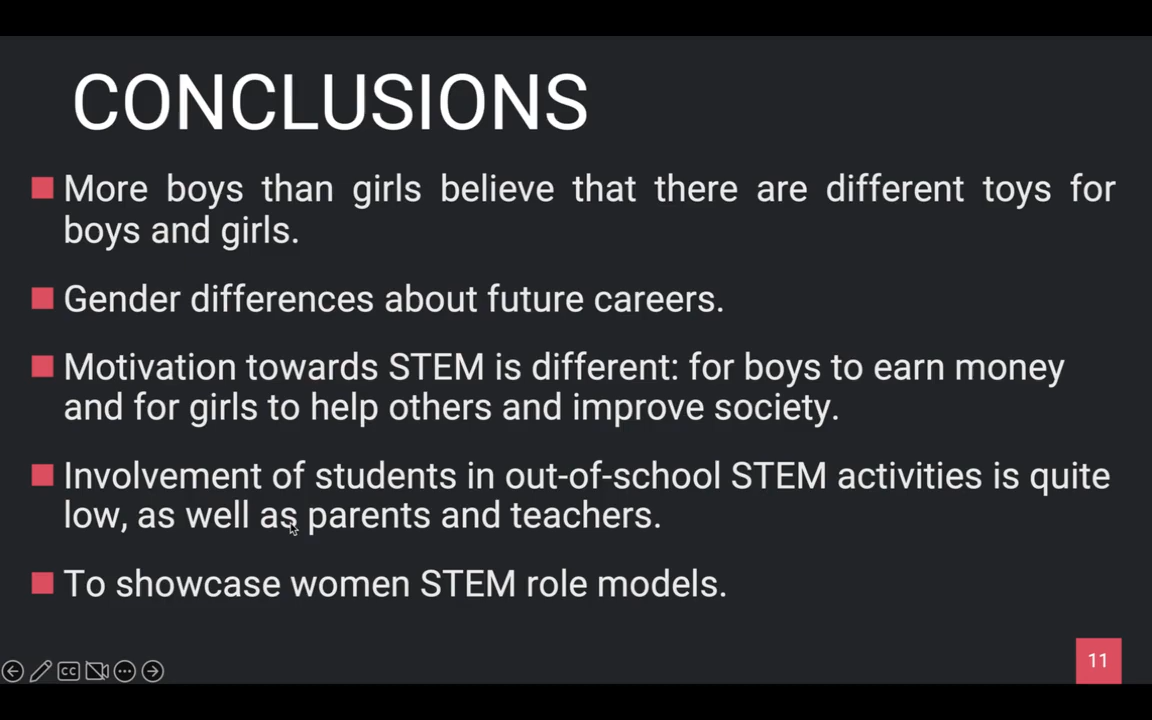 CONCLUSIONS
More boys than girls believe that there are different toys for
boys and girls.
Gender differences about future careers.
Motivation towards STEM is different: for boys to earn money
and for girls to help others and improve society.
Involvement of students in out-of-school STEM activities is quite
low, as well as parents and teachers.
To showcase women STEM role models.
CC
11